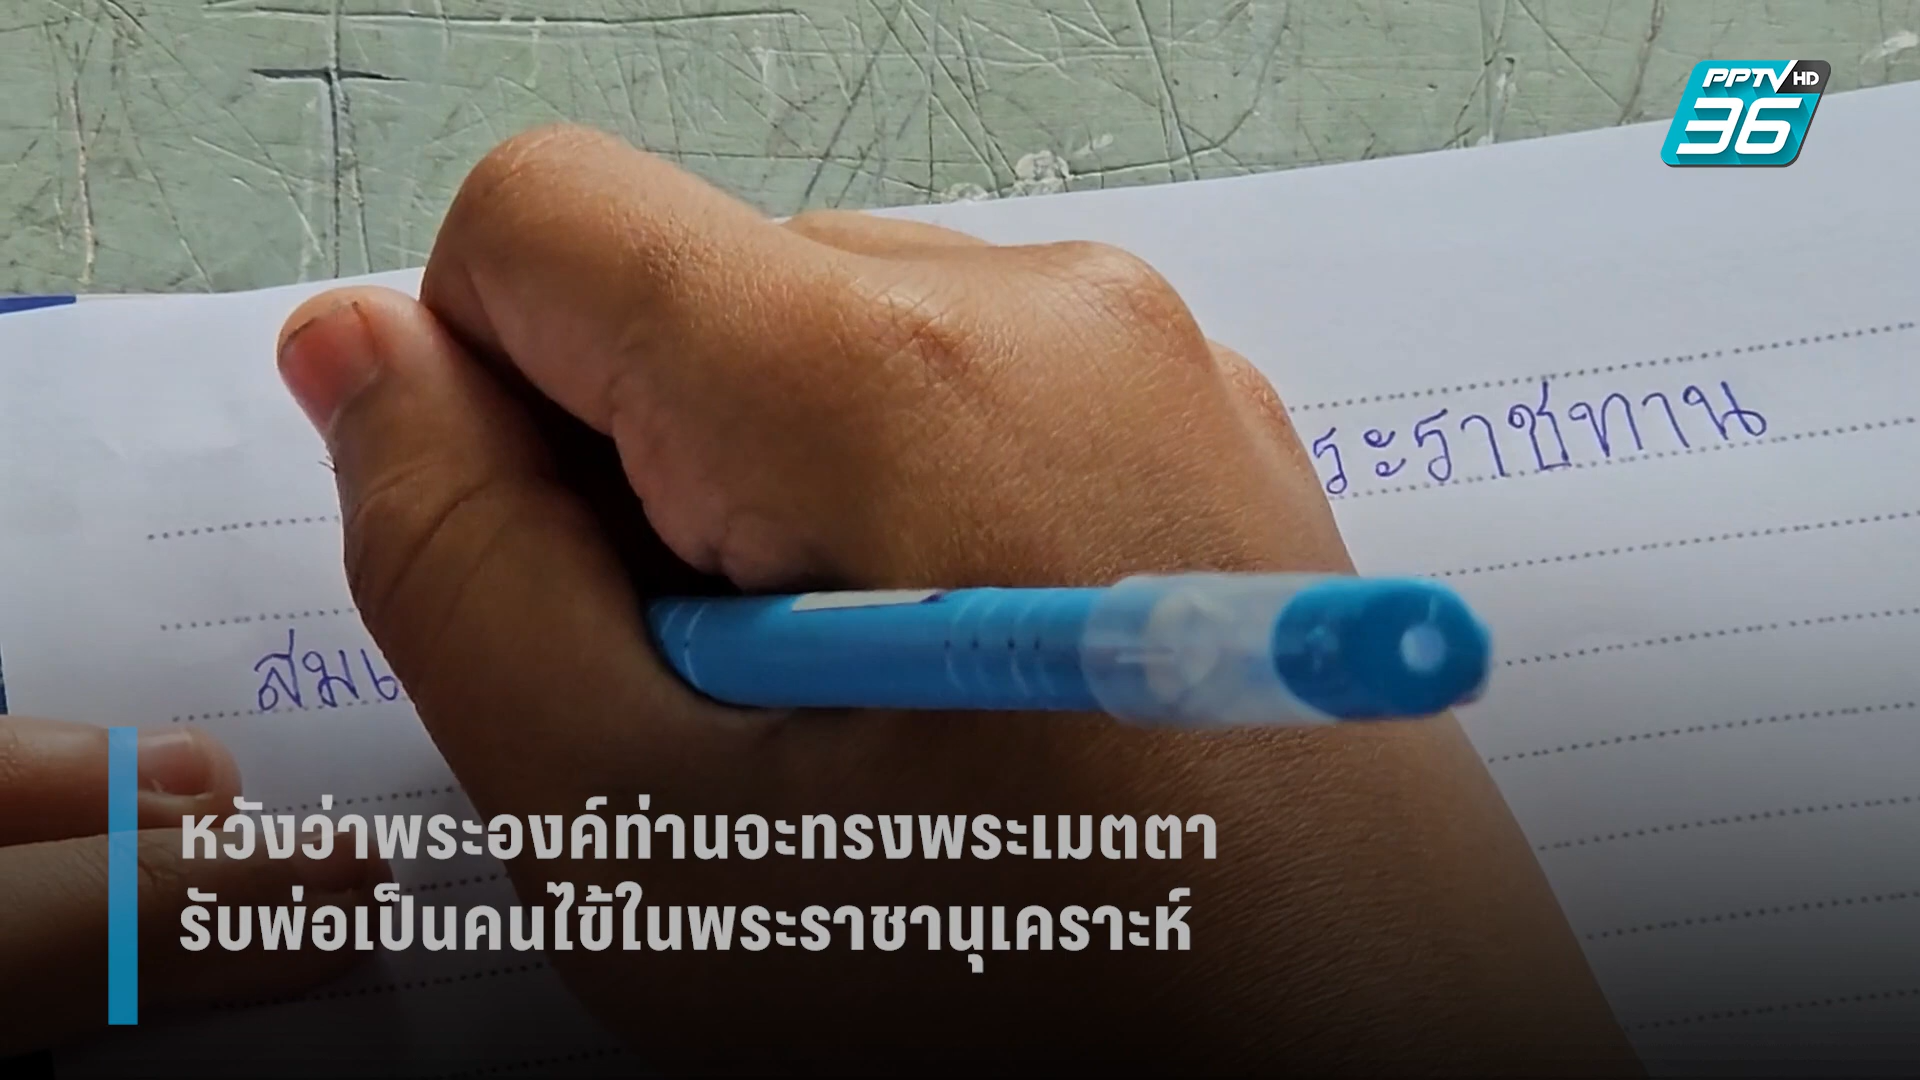 PPTV HD
36
ระราชทาน
สมเ
หวังว่าพระองค์ท่านจะทรงพระเมตตา
รับพ่อเป็นคนไข้ในพระราชานุเคราะห์